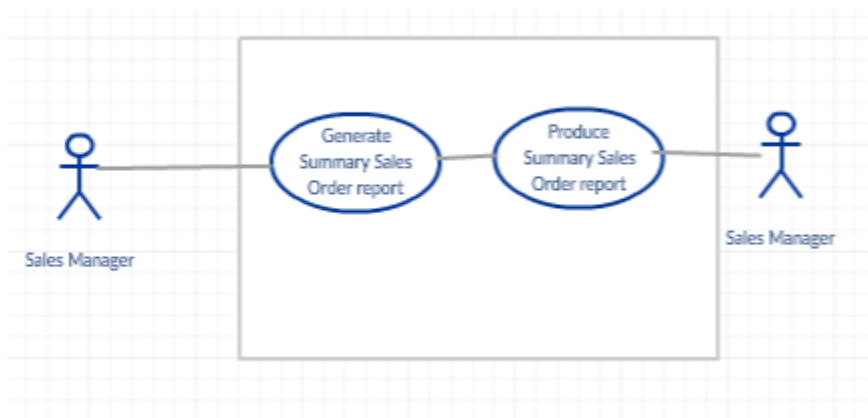 Generate
Summary Sales
Order report
Produce
Summary Sales
Order report
Sales Manager
Sales Manager